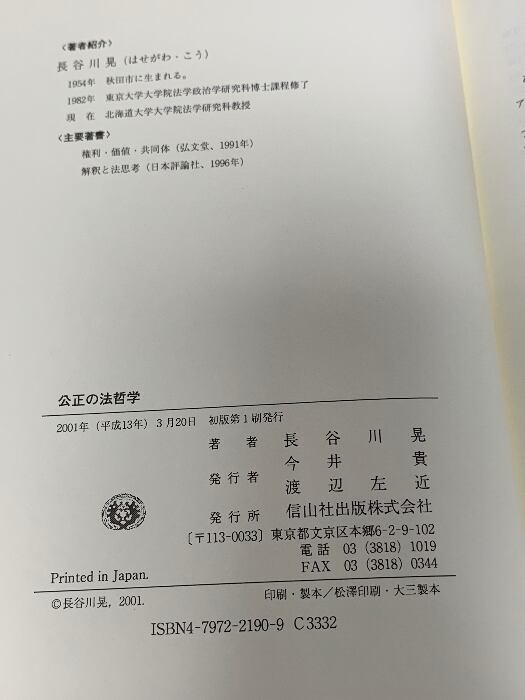 〈著者紹介〉
長谷川晃(はせがわ・こう)
1954年 秋田市に生まれる。
1982年 東京大学大学院法学政治学研究科博士課程修了
現 在 北海道大学大学院法学研究科教授
〈主要著書〉
権利・価値・共同体(弘文堂、1991年)
解釈と法思考(日本評論社、1996年)
公正の法哲学
2001年(平成13年)3月20日 初版第1刷発行
著 者 長谷川 晃
今井 貴
発行者
渡辺左近
発行所 信山社出版株式会社
〔〒113-0033〕東京都文京区本郷6-2-9-102
電話 03(3818)1019
FAX 03(3818)0344
Printed in Japan.
©長谷川晃, 2001. 印刷・製本/松澤印刷・大三製本
ISBN4-7972-2190-9 C3332